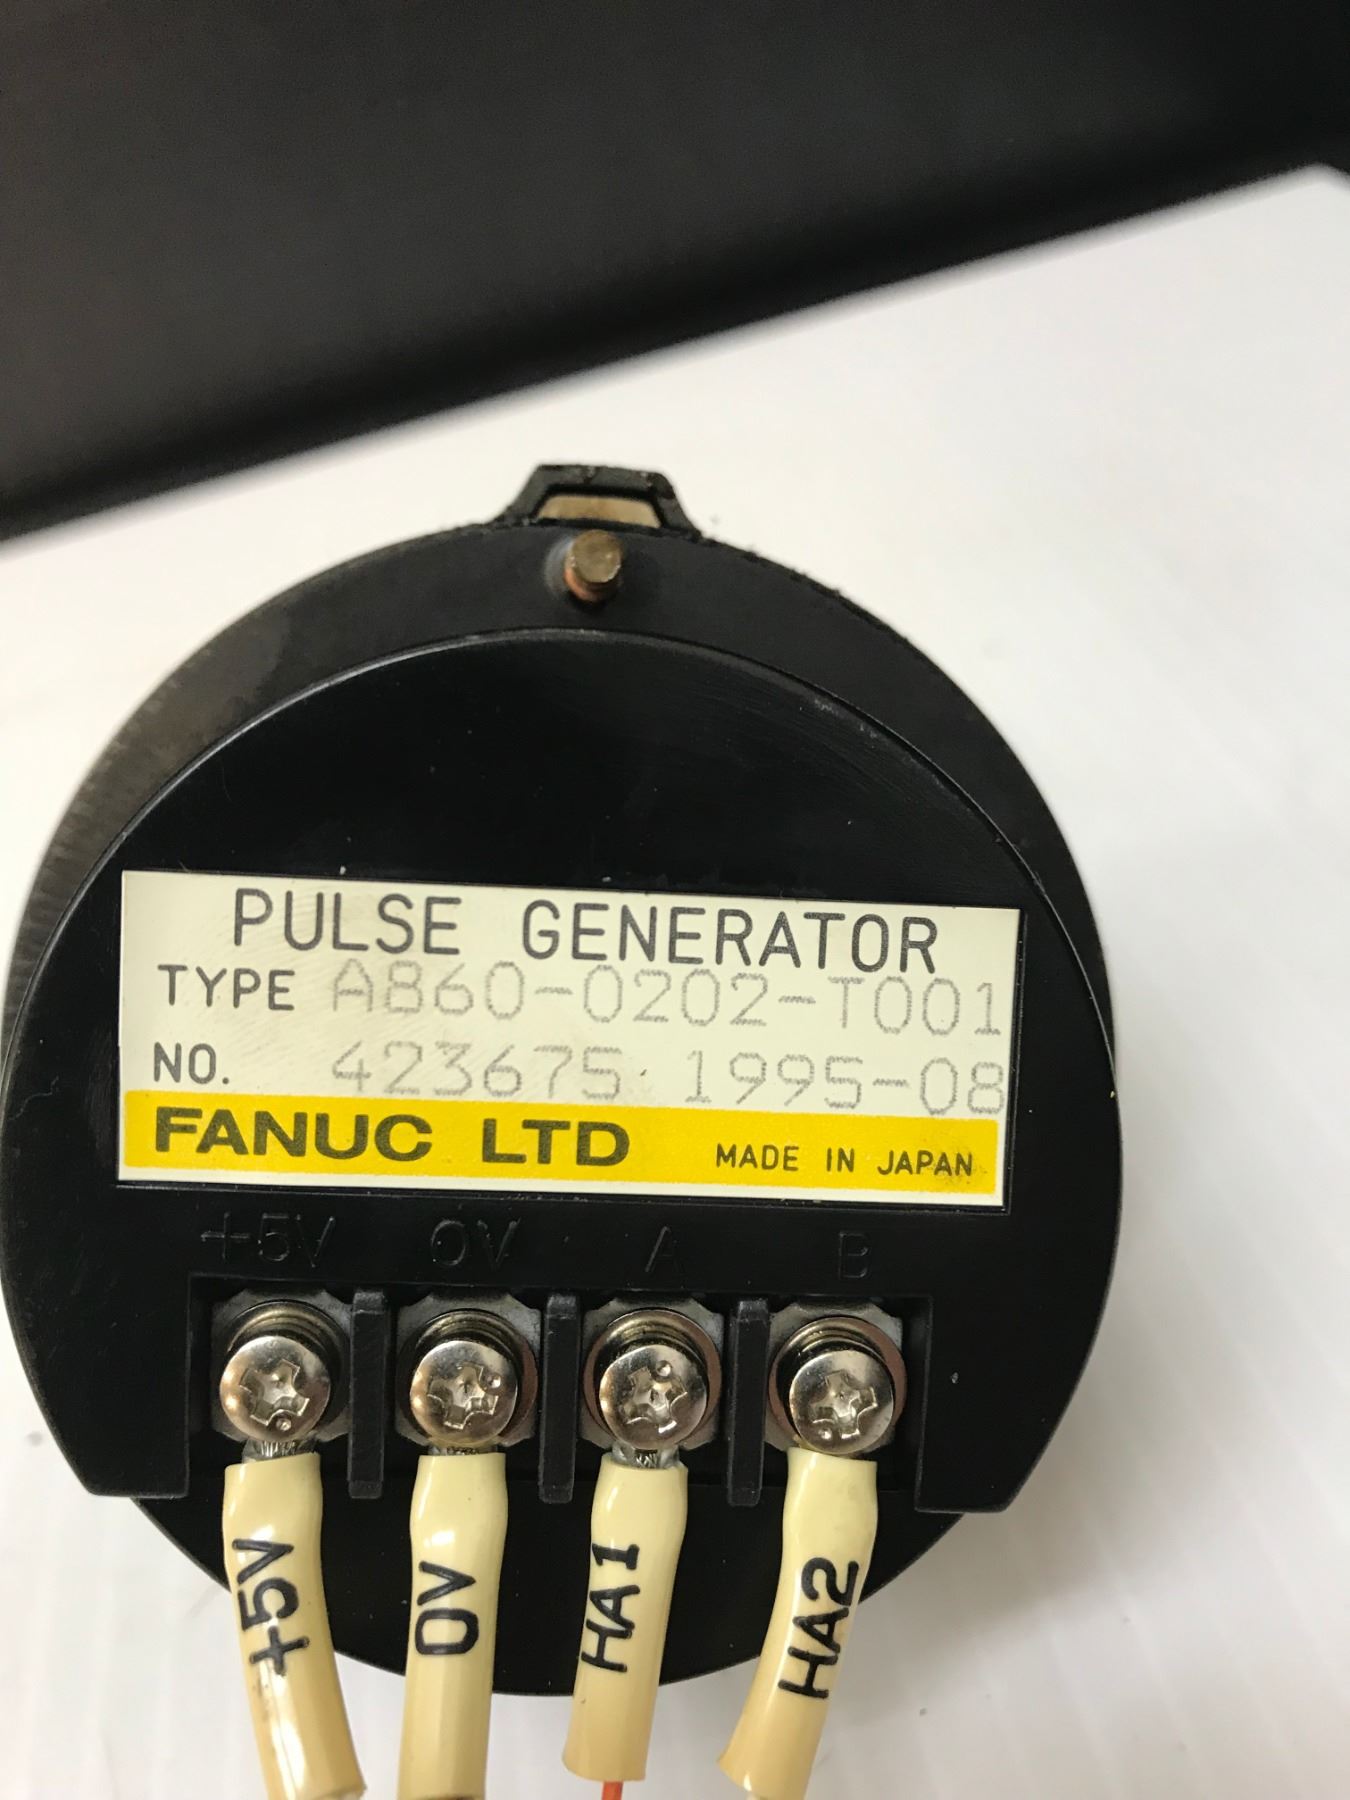 PULSE GENERATOR
TYPE A860-0202-T001
NO. 423675 1995-08
FANUC LTD MADE IN JAPAN
+5V 0V A B
+5V 0V HA1 HA2